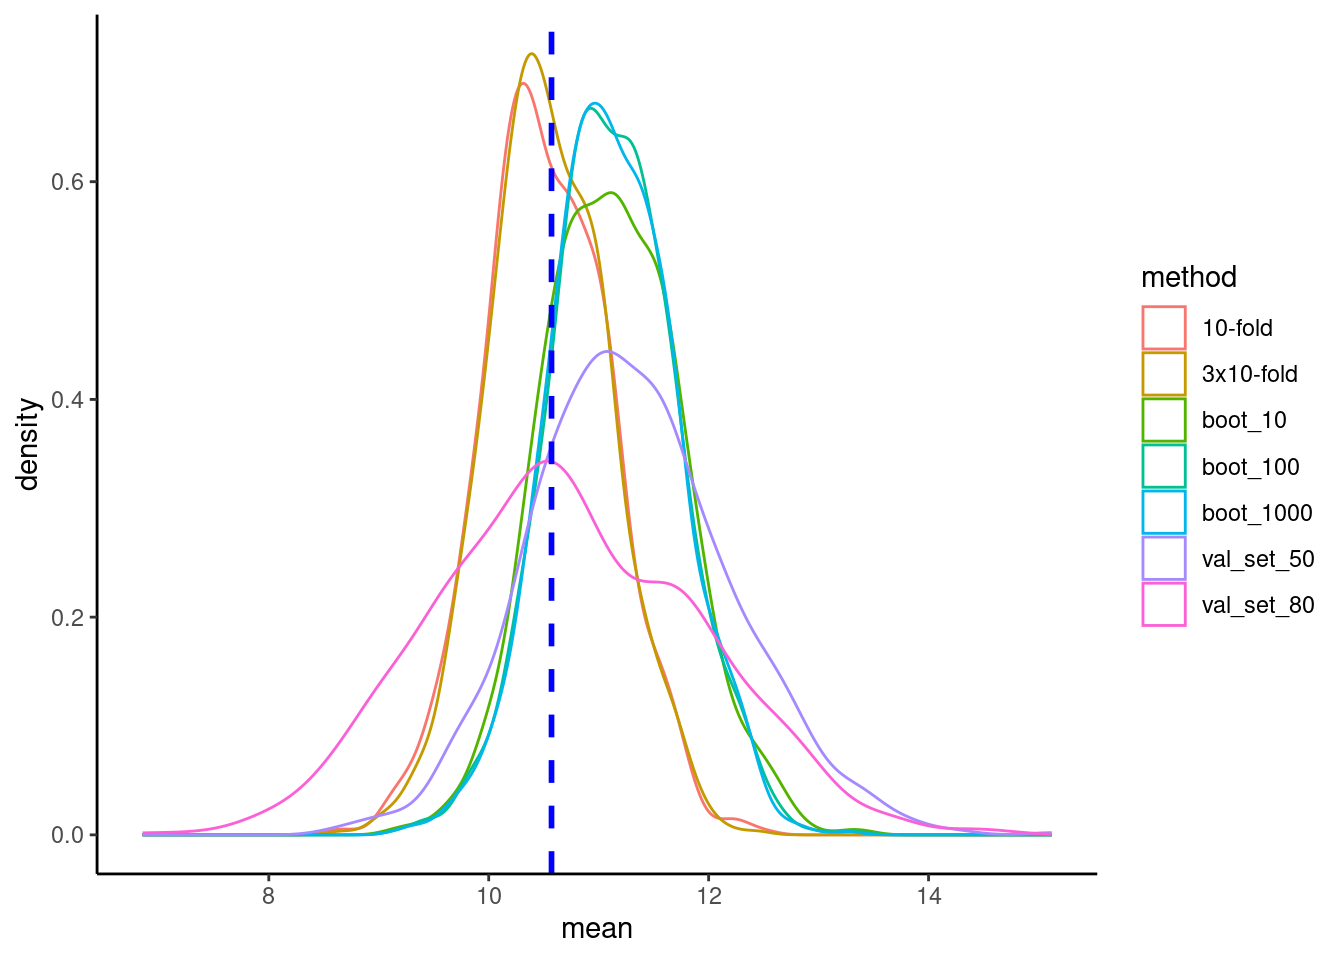 density
0.6
0.4
0.2
0.0
8 10 12 14
mean
method
10-fold
3x10-fold
boot_10
boot_100
boot_1000
val_set_50
val_set_80